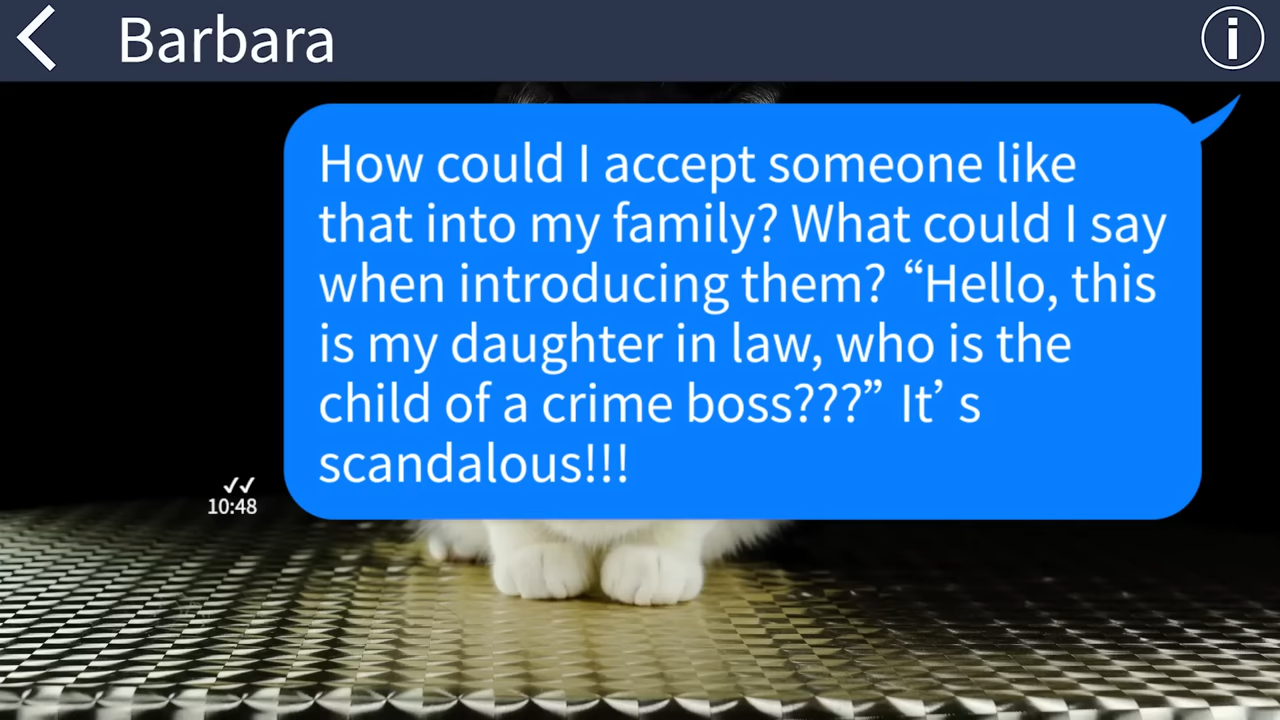 Barbara
How could I accept someone like
that into my family? What could I say
when introducing them? “Hello, this
is my daughter in law, who is the
child of a crime boss???” It’ s
scandalous!!!
10:48